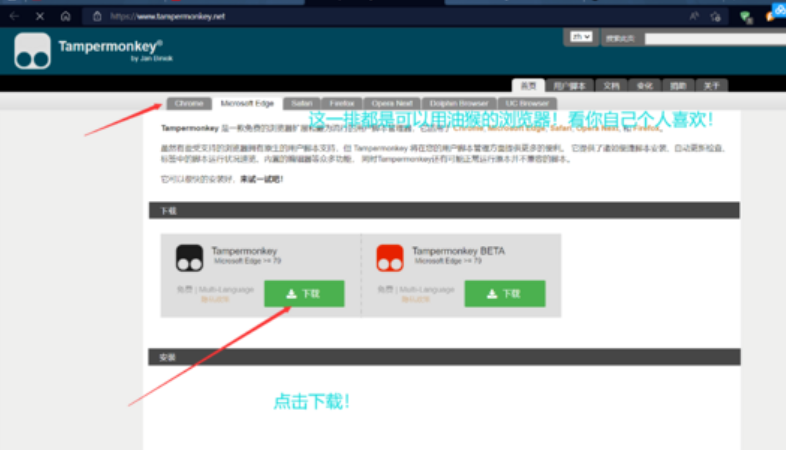 https://www.tampermonkey.net
Tampermonkey®
by Jan Biniok
zh
搜索此页
首页 用户脚本 文档 变化 捐助 关于
Chrome Microsoft Edge Safari Firefox Opera Next Dolphin Browser UC Browser
这一排都是可以用油猴的浏览器！看你自己个人喜欢！
Tampermonkey 是一款免费的浏览器扩展和最为流行的用户脚本管理器，它适用于 Chrome, Microsoft Edge, Safari, Opera Next, 和 Firefox。
虽然有些受支持的浏览器拥有原生的用户脚本支持，但 Tampermonkey 将在您的用户脚本管理方面提供更多的便利。 它提供了诸如便捷脚本安装、自动更新检查、
标签中的脚本运行状况速览、内置的编辑器等众多功能， 同时Tampermonkey还有可能正常运行原本并不兼容的脚本。
它可以很快的安装好，来试一试吧！
下载
Tampermonkey
Microsoft Edge
79
免费 | Multi-Language
下载
Tampermonkey BETA
Microsoft Edge
79
免费 | Multi-Language
下载
安装
点击下载！